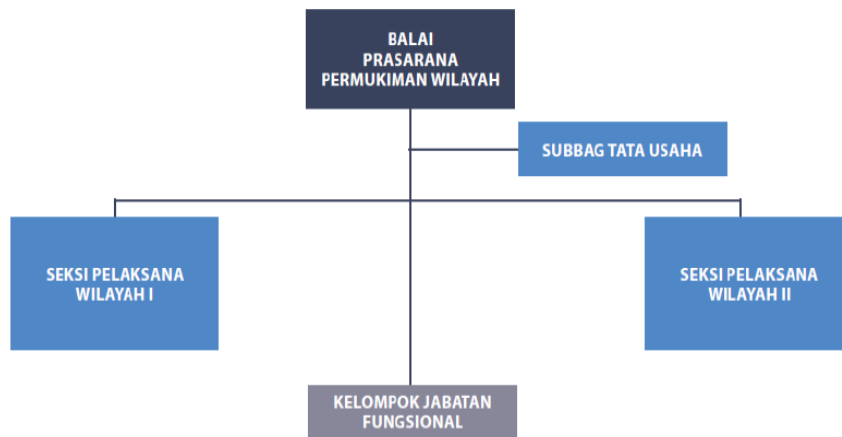 BALAI
PRASARANA
PERMUKIMAN WILAYAH
SUBBAG TATA USAHA
SEKSI PELAKSANA
WILAYAH I
SEKSI PELAKSANA
WILAYAH II
KELOMPOK JABATAN
FUNGSIONAL